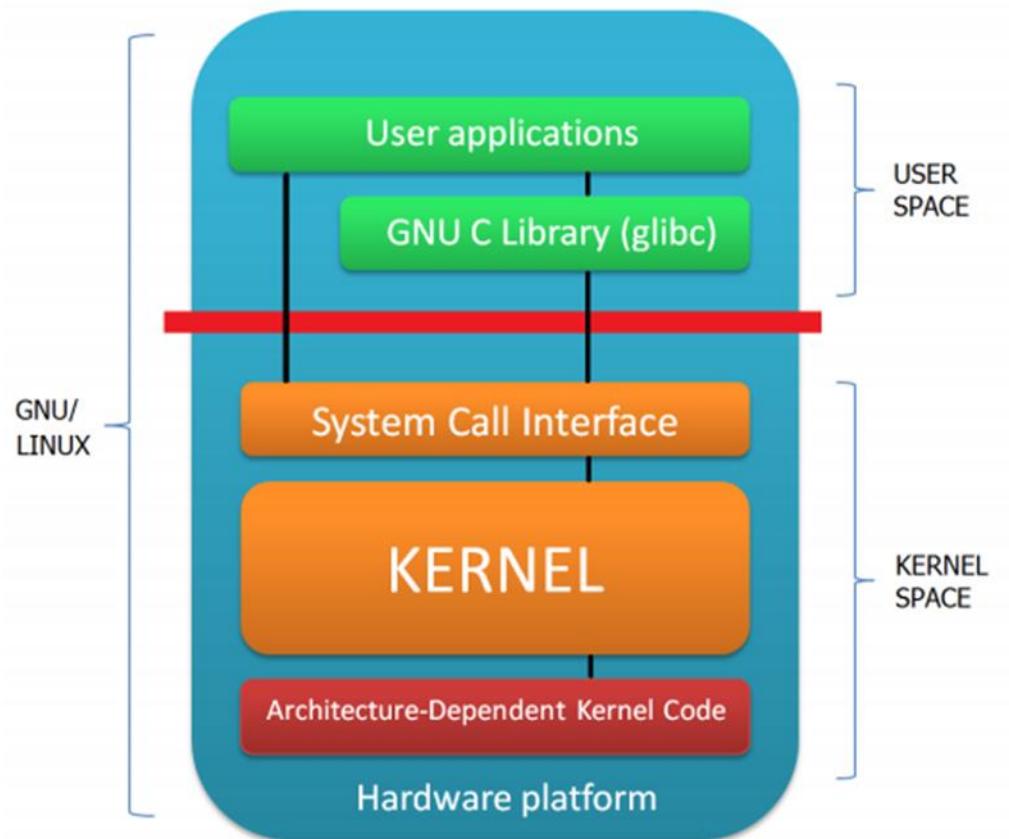 User applications
GNU C Library (glibc)
USER
SPACE
GNU/
LINUX
System Call Interface
KERNEL
KERNEL
SPACE
Architecture-Dependent Kernel Code
Hardware platform